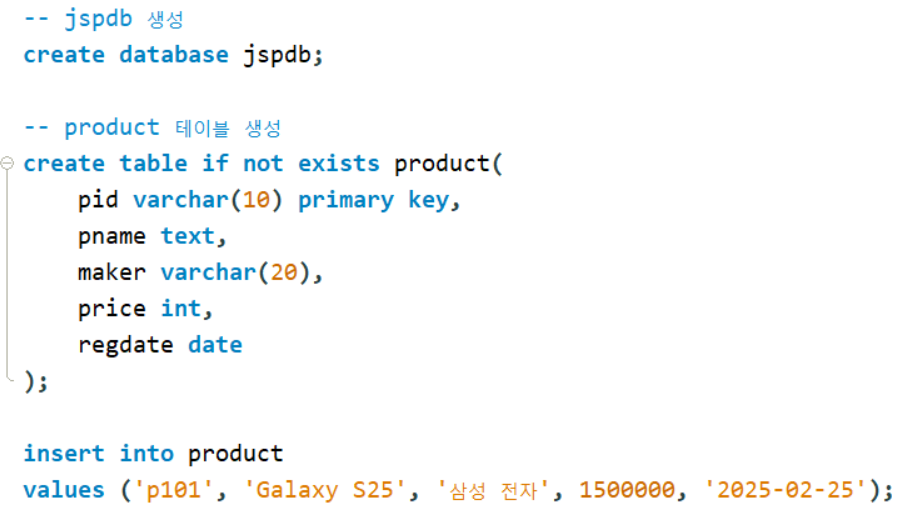 -- jspdb 생성
create database jspdb;
-- product 테이블 생성
create table if not exists product(
pid varchar(10) primary key,
pname text,
maker varchar(20),
price int,
regdate date
);
insert into product
values ('p101', 'Galaxy S25', '삼성 전자', 1500000, '2025-02-25');